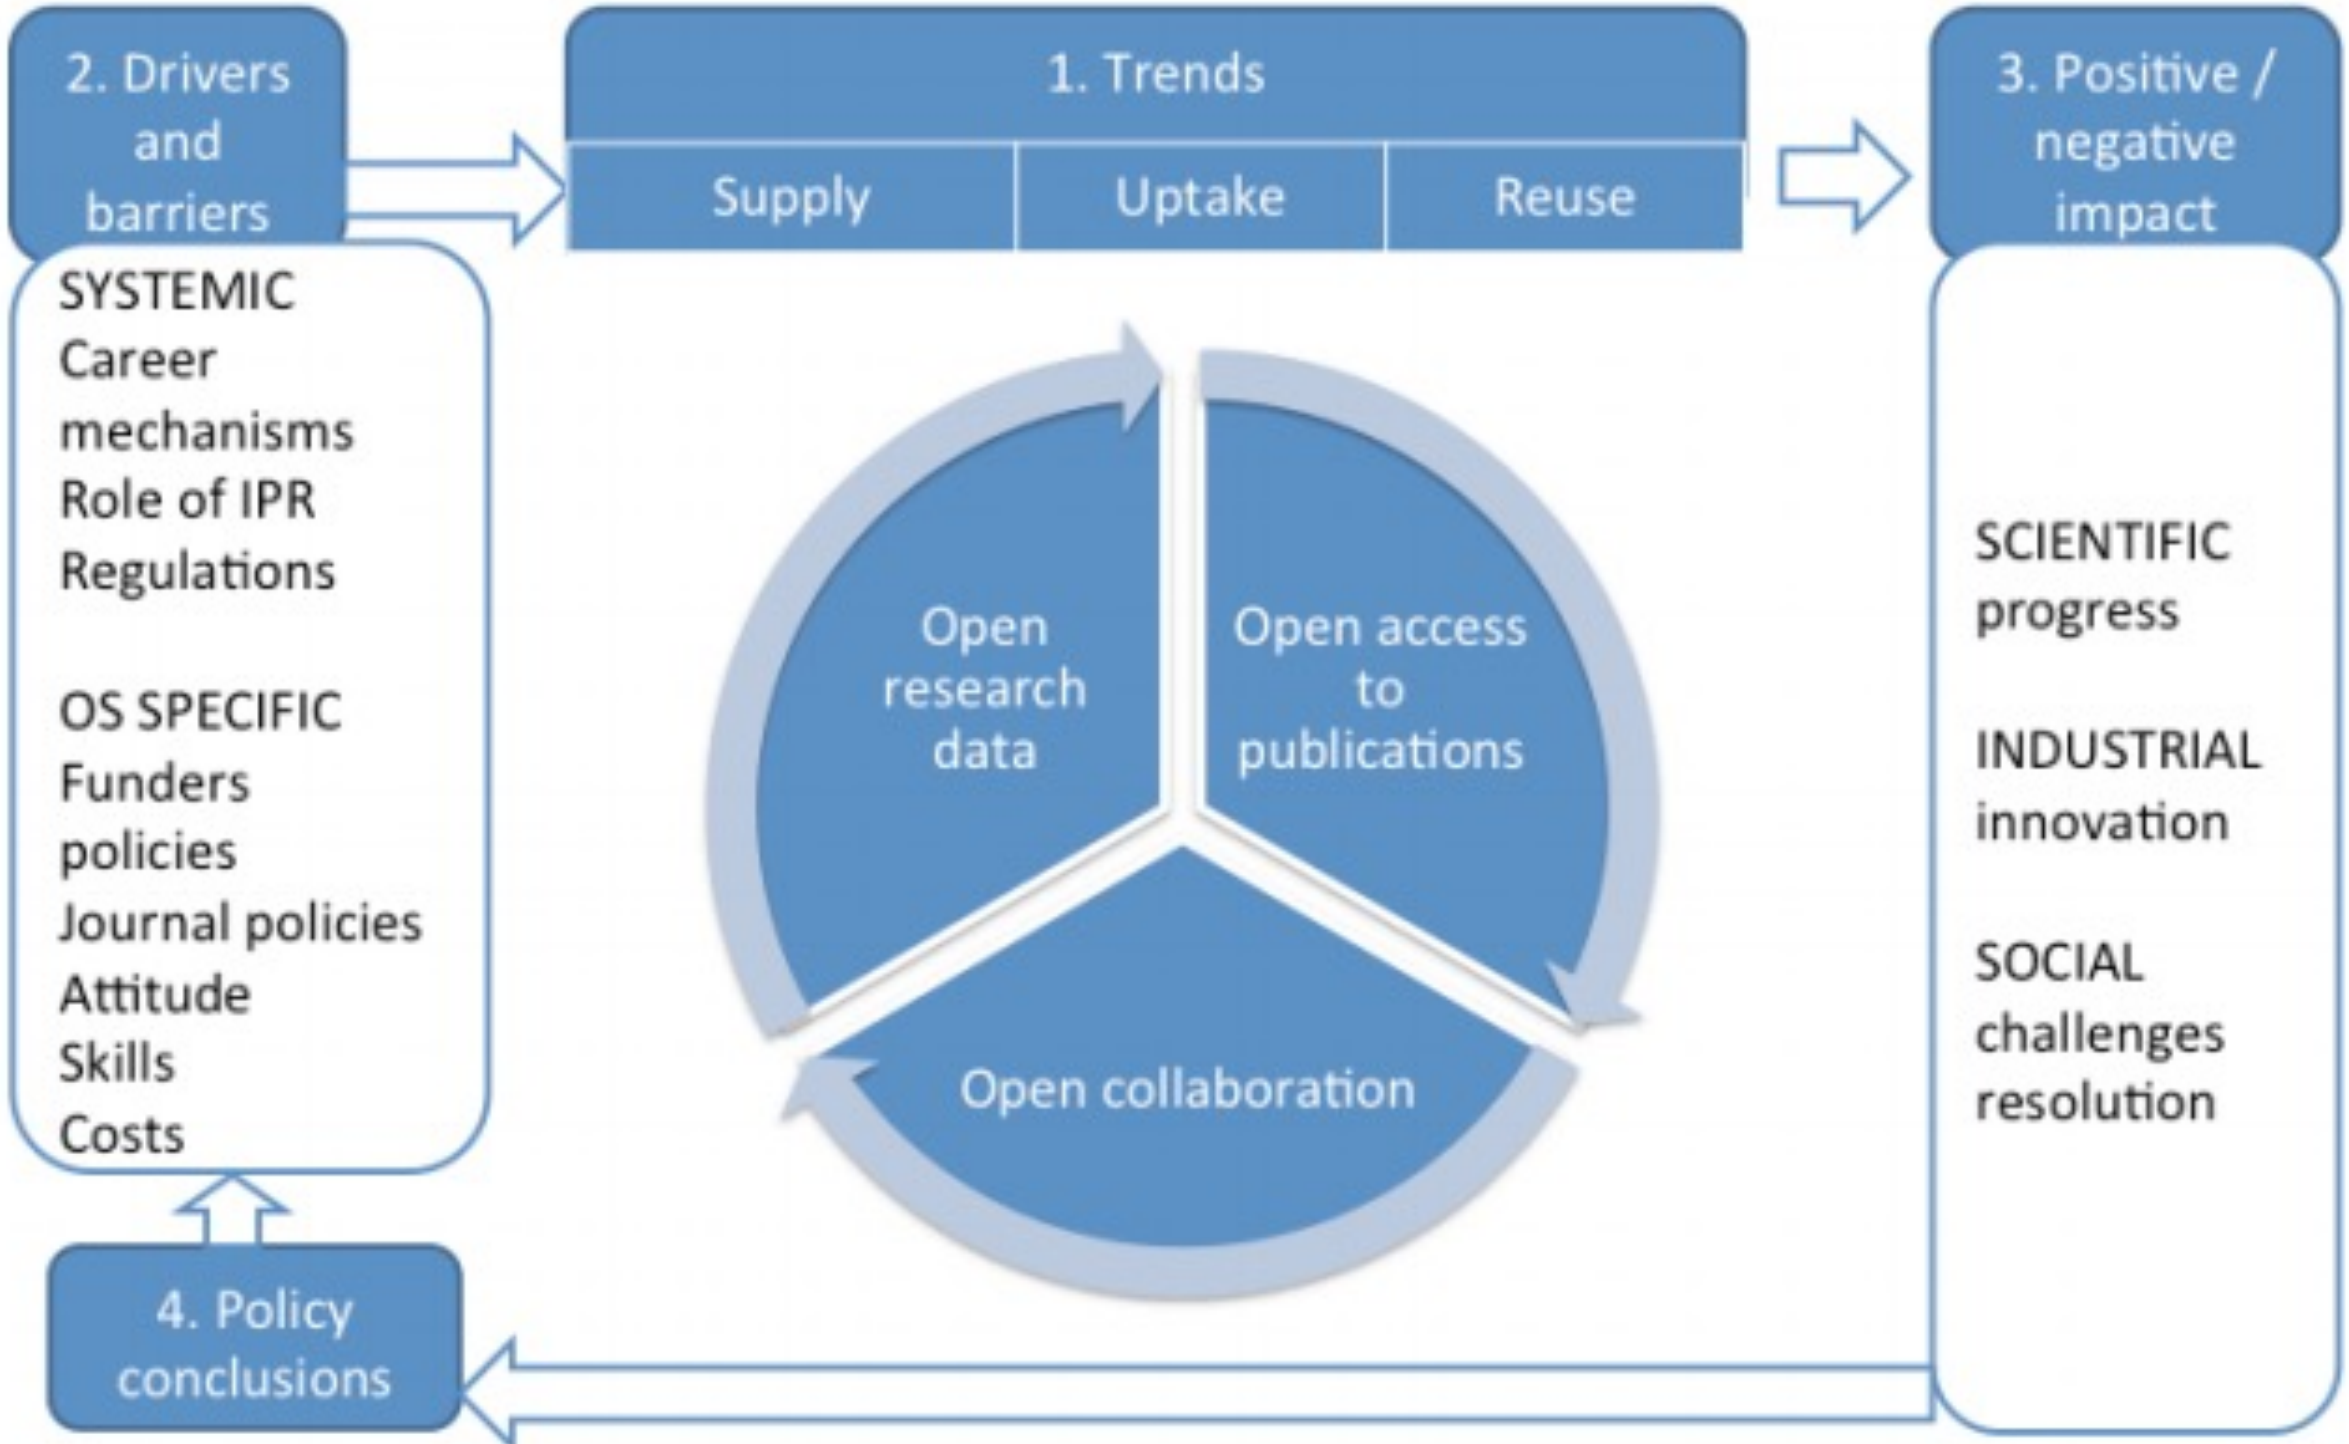 2. Drivers
and
barriers
SYSTEMIC
Career
mechanisms
Role of IPR
Regulations
OS SPECIFIC
Funders
policies
Journal policies
Attitude
Skills
Costs
4. Policy
conclusions
1. Trends
Supply
Uptake
Reuse
Open
research
data
Open access
to
publications
Open collaboration
3. Positive /
negative
impact
SCIENTIFIC
progress
INDUSTRIAL
innovation
SOCIAL
challenges
resolution